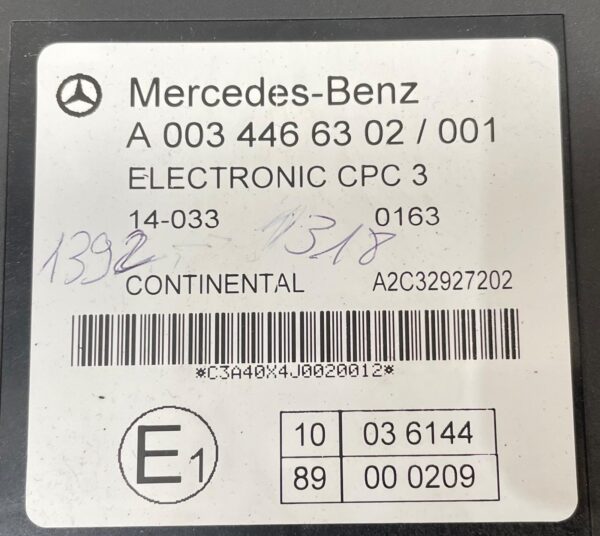 Mercedes-Benz
A 003 446 63 02 / 001
ELECTRONIC CPC 3
14-033 0163
1392 318
CONTINENTAL A2C32927202
*C3A40X4J0020012*
E1
10 03 6144
89 00 0209